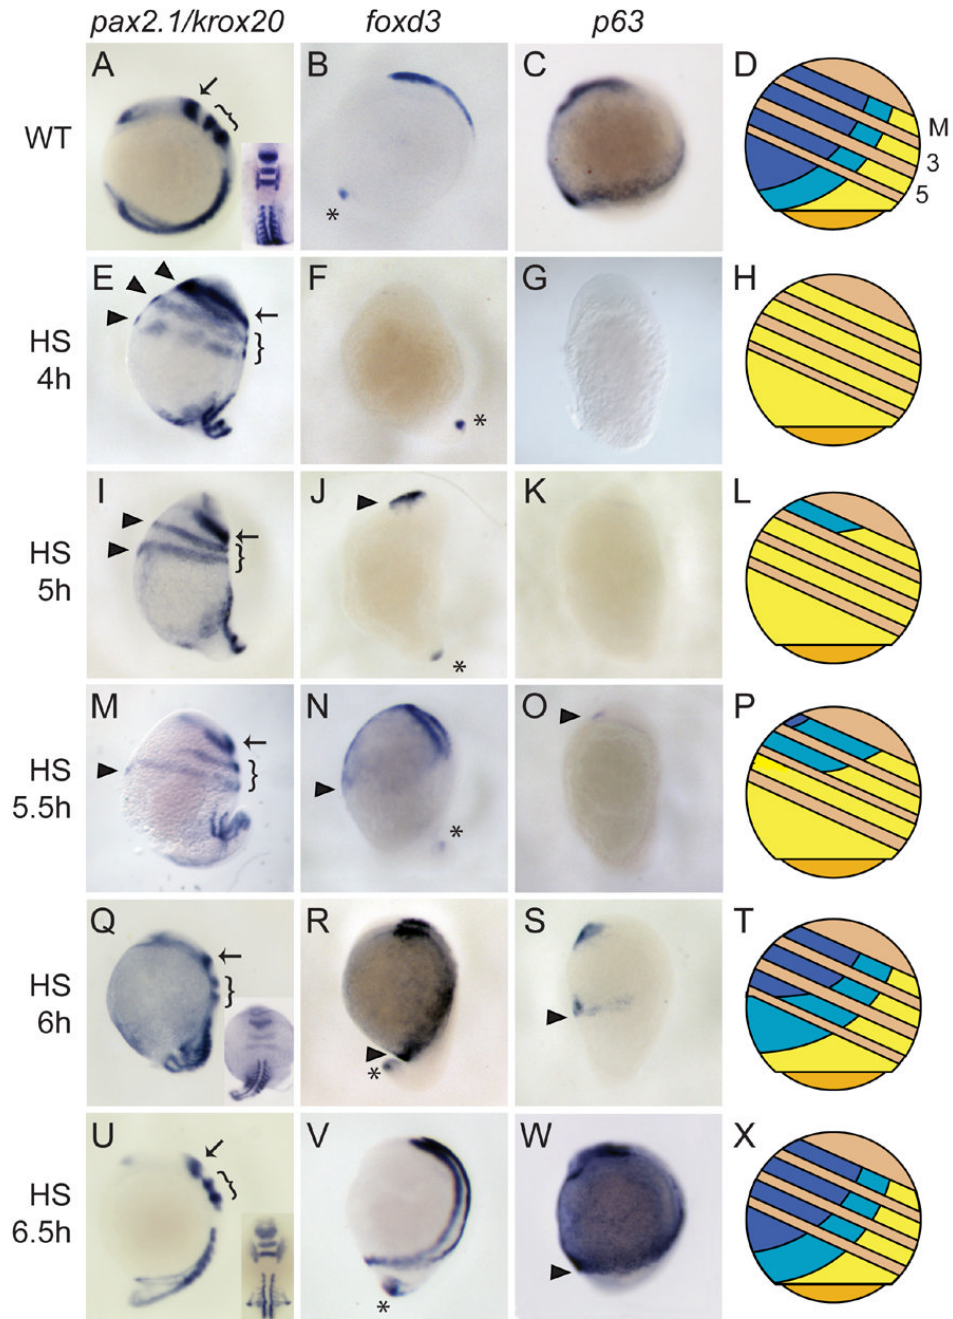 pax2.1/krox20 foxd3 p63
WT A B C D
M
3
5
*
HS 4h E F G H
*
HS 5h I J K L
*
HS 5.5h M N O P
*
HS 6h Q R S T
*
HS 6.5h U V W X
*